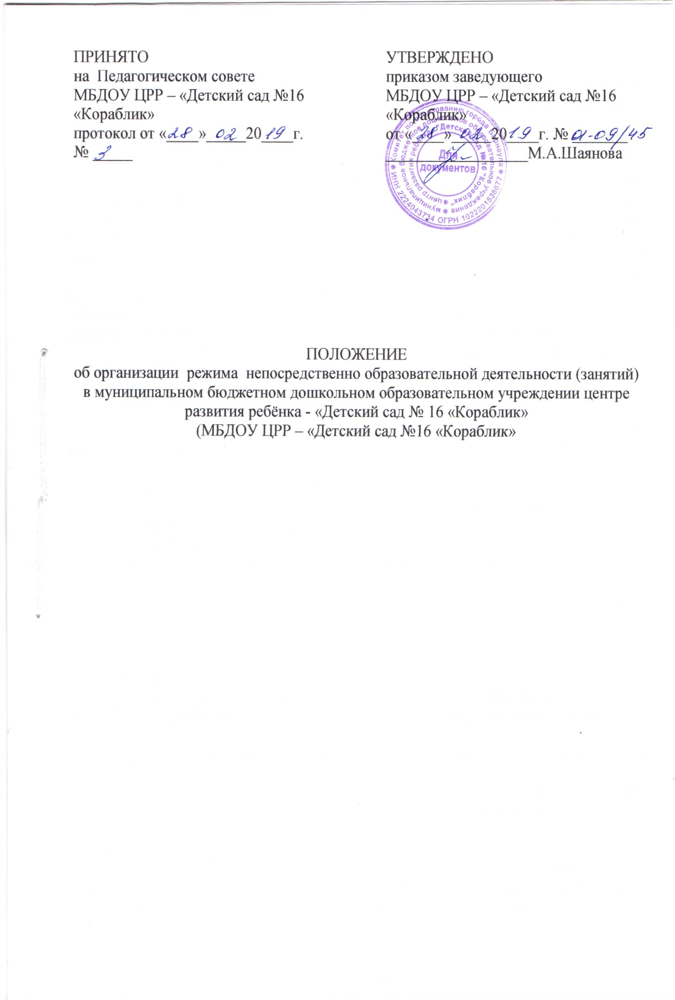 ПРИНЯТО
на Педагогическом совете
МБДОУ ЦРР – «Детский сад №16
«Кораблик»
протокол от «28» 02 2019 г.
№ 3
УТВЕРЖДЕНО
приказом заведующего
МБДОУ ЦРР – «Детский сад №16
«Кораблик»
от «28» 02 2019 г. № 01-09/45
М.А.Шаянова
Комитет по образованию города Барнаула
ИНН 2224043734 ОГРН 1022201538677
муниципальное бюджетное дошкольное образовательное учреждение
центр развития ребенка - "Детский сад №16 "Кораблик"
Для
документов
ПОЛОЖЕНИЕ
об организации режима непосредственно образовательной деятельности (занятий)
в муниципальном бюджетном дошкольном образовательном учреждении центре
развития ребёнка - «Детский сад № 16 «Кораблик»
(МБДОУ ЦРР – «Детский сад №16 «Кораблик»